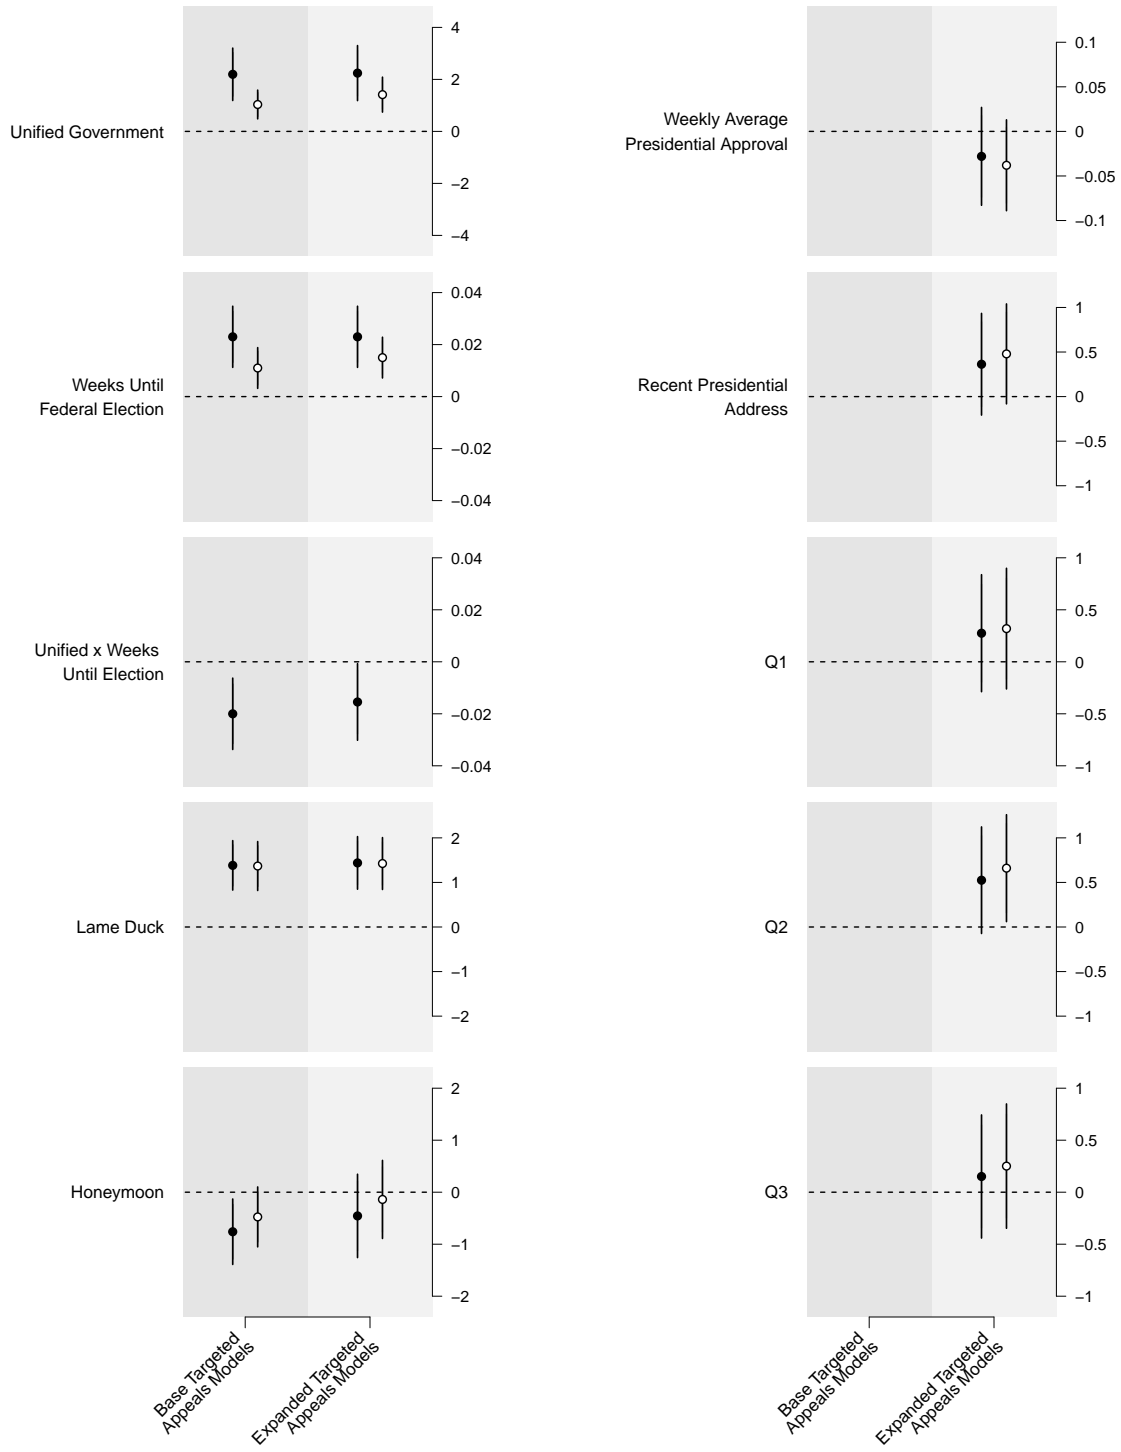 Unified Government
4
2
0
−2
−4
Weeks Until
Federal Election
0.04
0.02
0
−0.02
−0.04
Unified x Weeks
Until Election
0.04
0.02
0
−0.02
−0.04
Lame Duck
2
1
0
−1
−2
Honeymoon
2
1
0
−1
−2
Base Targeted
Appeals Models
Expanded Targeted
Appeals Models
Weekly Average
Presidential Approval
0.1
0.05
0
−0.05
−0.1
Recent Presidential
Address
1
0.5
0
−0.5
−1
Q1
1
0.5
0
−0.5
−1
Q2
1
0.5
0
−0.5
−1
Q3
1
0.5
0
−0.5
−1
Base Targeted
Appeals Models
Expanded Targeted
Appeals Models